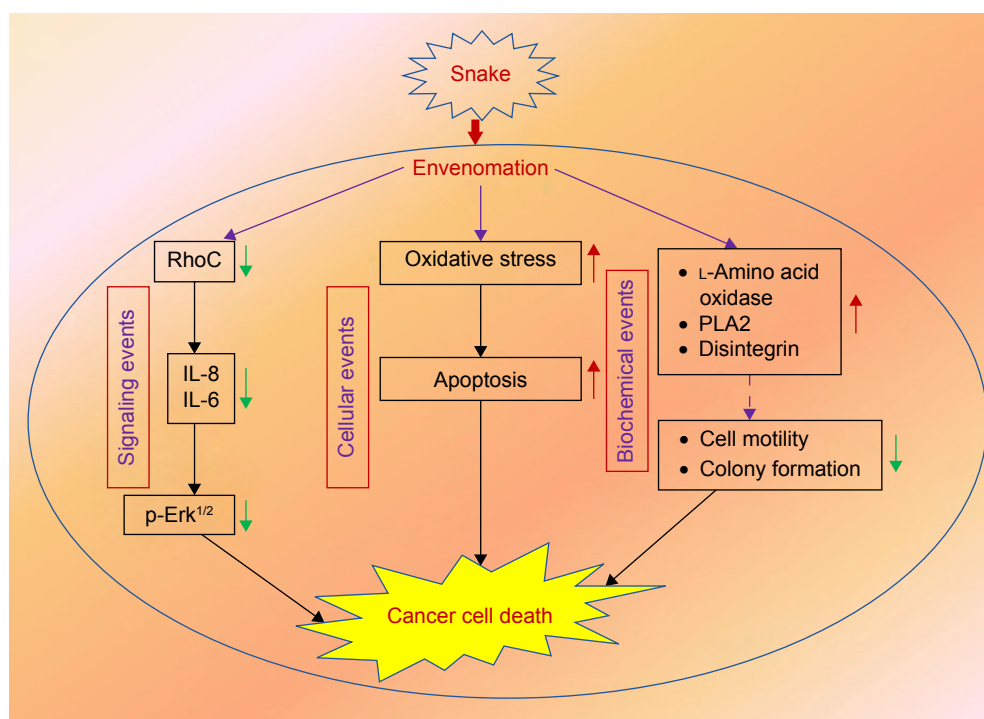 Snake
Envenomation
RhoC
IL-8
IL-6
p-Erk1/2
Signaling events
Oxidative stress
Apoptosis
Cellular events
• L-Amino acid
oxidase
• PLA2
• Disintegrin
• Cell motility
• Colony formation
Biochemical events
Cancer cell death